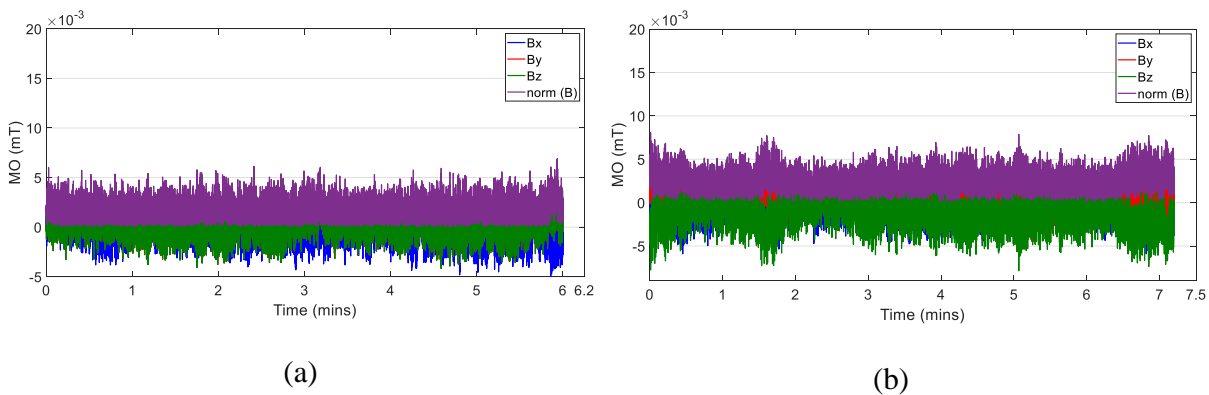 ×10⁻³
20
15
10
5
0
-5
MO (mT)
0 1 2 3 4 5 6 6.2
Time (mins)
Bx
By
Bz
norm (B)
(a)
×10⁻³
20
15
10
5
0
-5
MO (mT)
0 1 2 3 4 5 6 7 7.5
Time (mins)
Bx
By
Bz
norm (B)
(b)